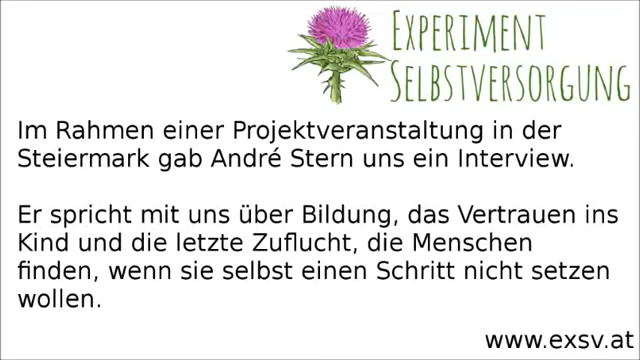 EXPERIMENT
SELBSTVERSORGUNG
Im Rahmen einer Projektveranstaltung in der
Steiermark gab André Stern uns ein Interview.
Er spricht mit uns über Bildung, das Vertrauen ins
Kind und die letzte Zuflucht, die Menschen
finden, wenn sie selbst einen Schritt nicht setzen
wollen.
www.exsv.at